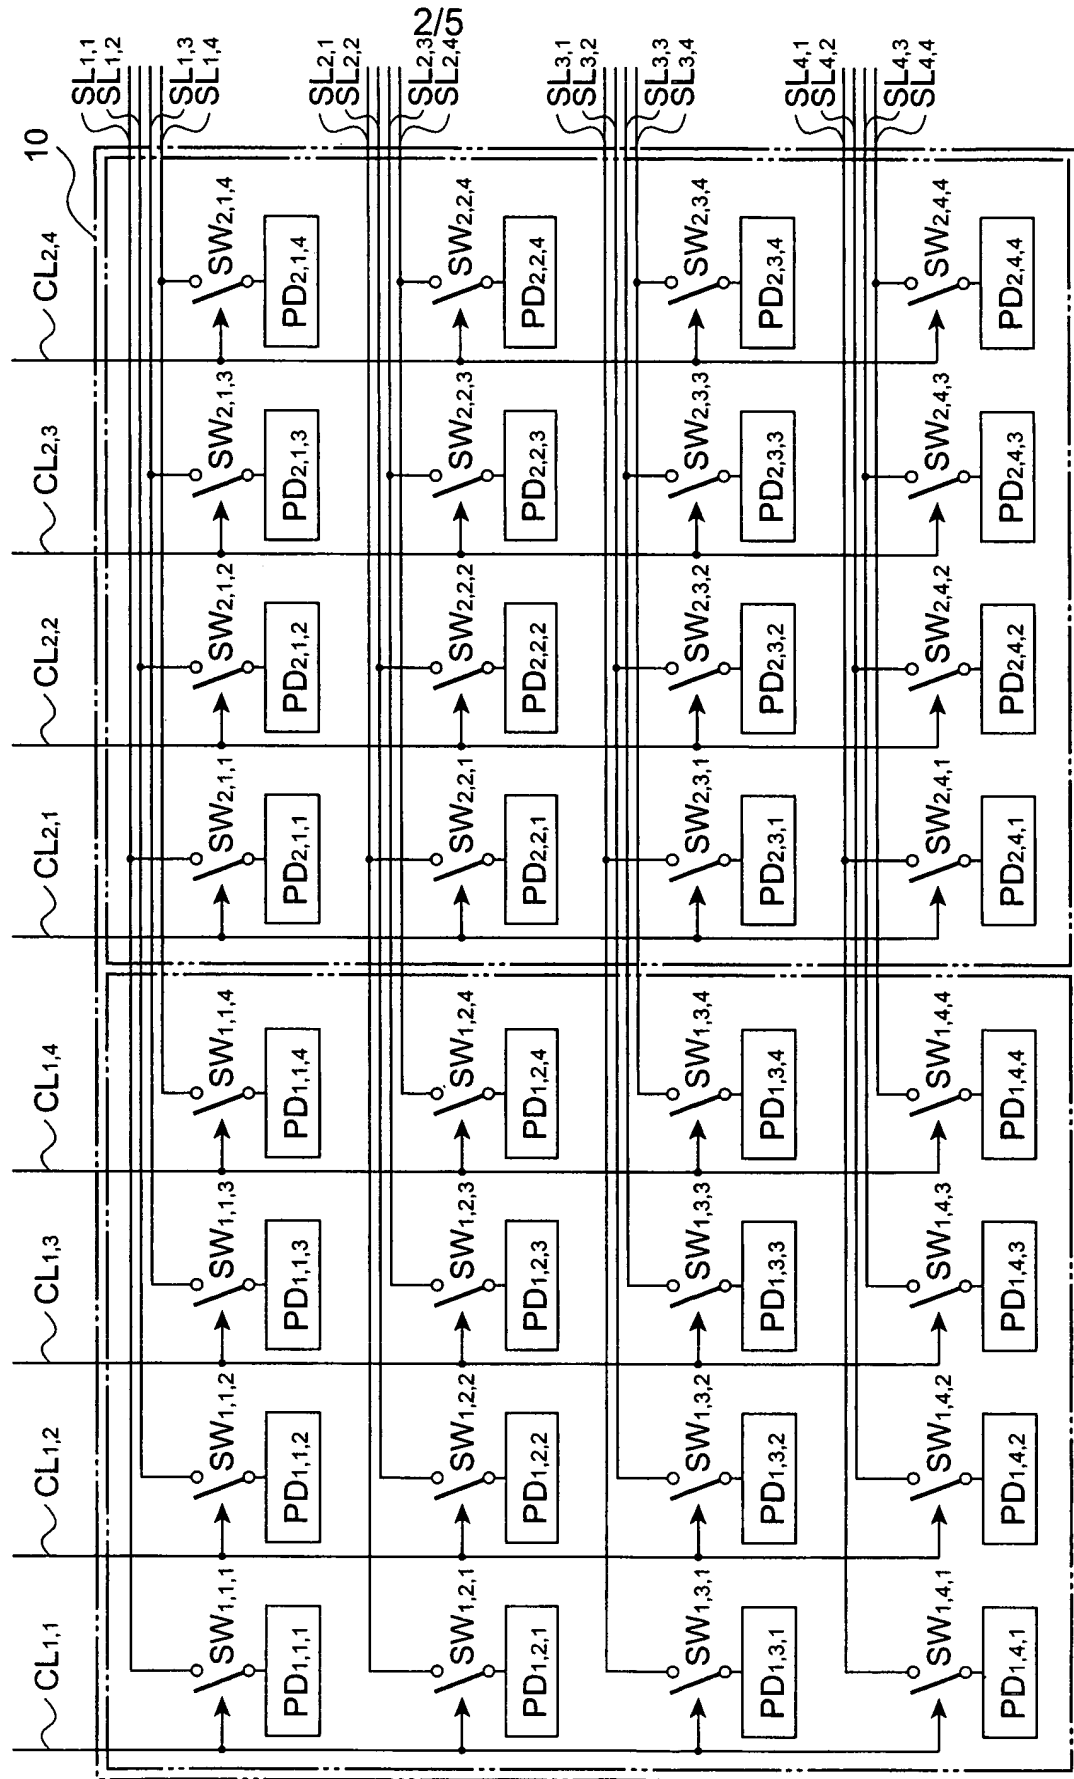 2/5
10
CL1,1
CL1,2
CL1,3
CL1,4
CL2,1
CL2,2
CL2,3
CL2,4
SL1,1
SL1,2
SL1,3
SL1,4
SW1,1,1
SW1,1,2
SW1,1,3
SW1,1,4
SW2,1,1
SW2,1,2
SW2,1,3
SW2,1,4
PD1,1,1
PD1,1,2
PD1,1,3
PD1,1,4
PD2,1,1
PD2,1,2
PD2,1,3
PD2,1,4
SL2,1
SL2,2
SL2,3
SL2,4
SW1,2,1
SW1,2,2
SW1,2,3
SW1,2,4
SW2,2,1
SW2,2,2
SW2,2,3
SW2,2,4
PD1,2,1
PD1,2,2
PD1,2,3
PD1,2,4
PD2,2,1
PD2,2,2
PD2,2,3
PD2,2,4
SL3,1
SL3,2
SL3,3
SL3,4
SW1,3,1
SW1,3,2
SW1,3,3
SW1,3,4
SW2,3,1
SW2,3,2
SW2,3,3
SW2,3,4
PD1,3,1
PD1,3,2
PD1,3,3
PD1,3,4
PD2,3,1
PD2,3,2
PD2,3,3
PD2,3,4
SL4,1
SL4,2
SL4,3
SL4,4
SW1,4,1
SW1,4,2
SW1,4,3
SW1,4,4
SW2,4,1
SW2,4,2
SW2,4,3
SW2,4,4
PD1,4,1
PD1,4,2
PD1,4,3
PD1,4,4
PD2,4,1
PD2,4,2
PD2,4,3
PD2,4,4